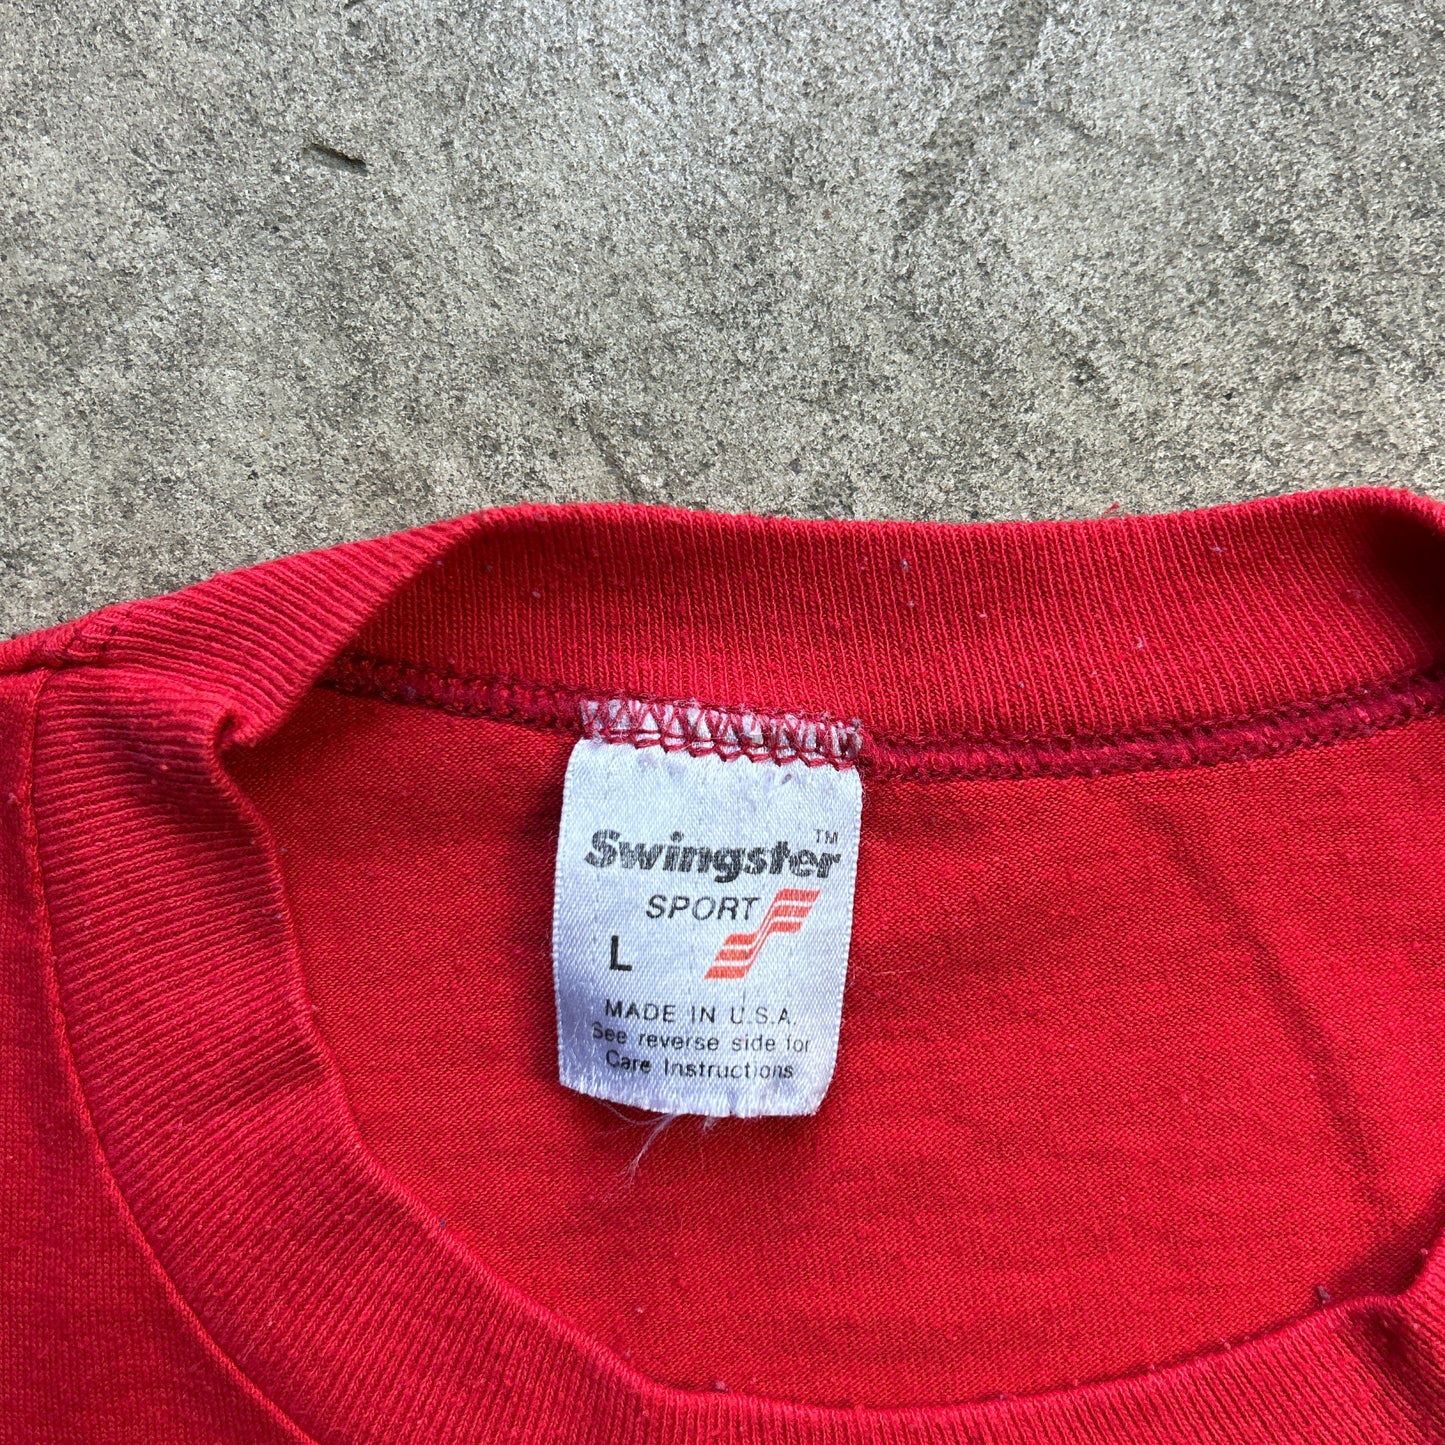 Swingster™
SPORT
L
MADE IN U.S.A.
See reverse side for
Care Instructions